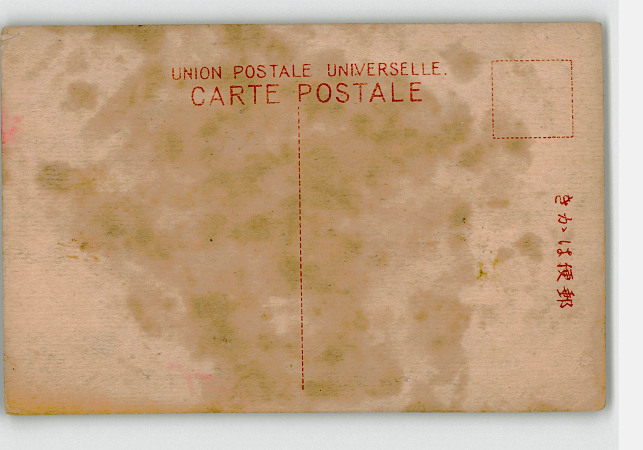 UNION POSTALE UNIVERSELLE.
CARTE POSTALE
きかは便郵